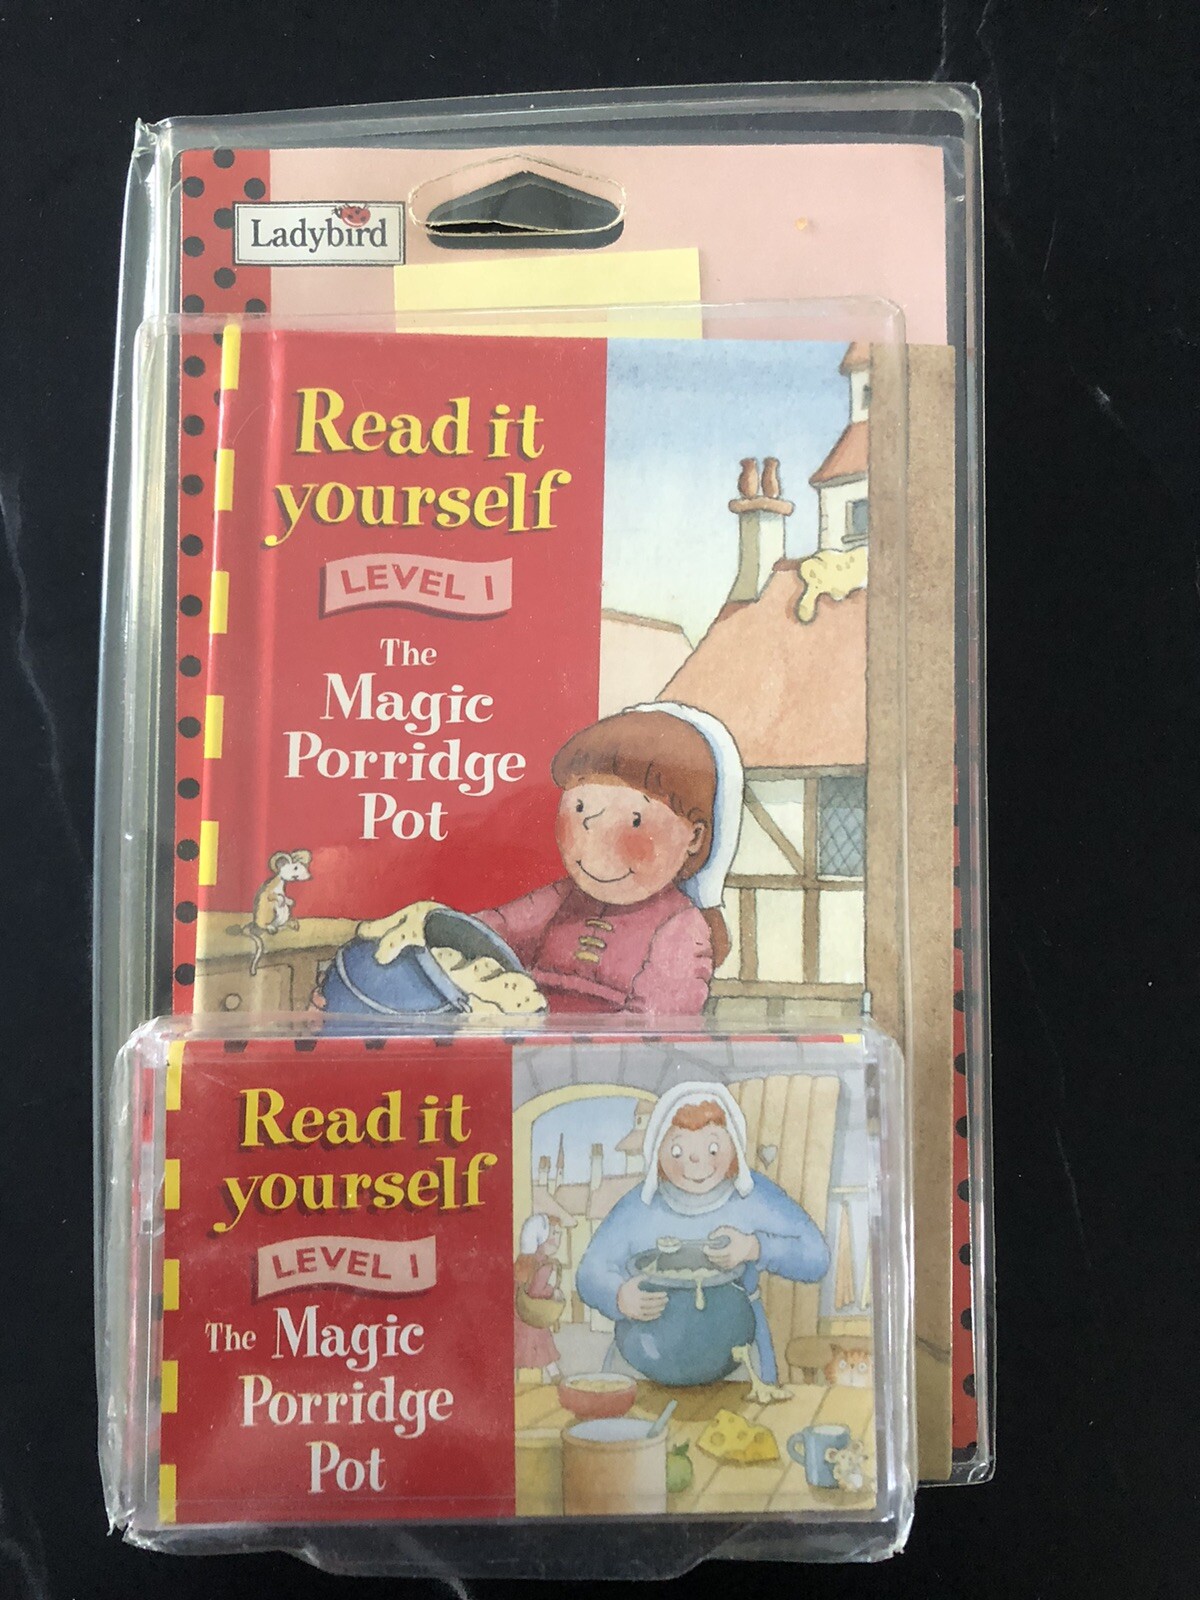 Ladybird
Read it
yourself
LEVEL 1
The
Magic
Porridge
Pot
Read it
yourself
LEVEL 1
The Magic
Porridge
Pot